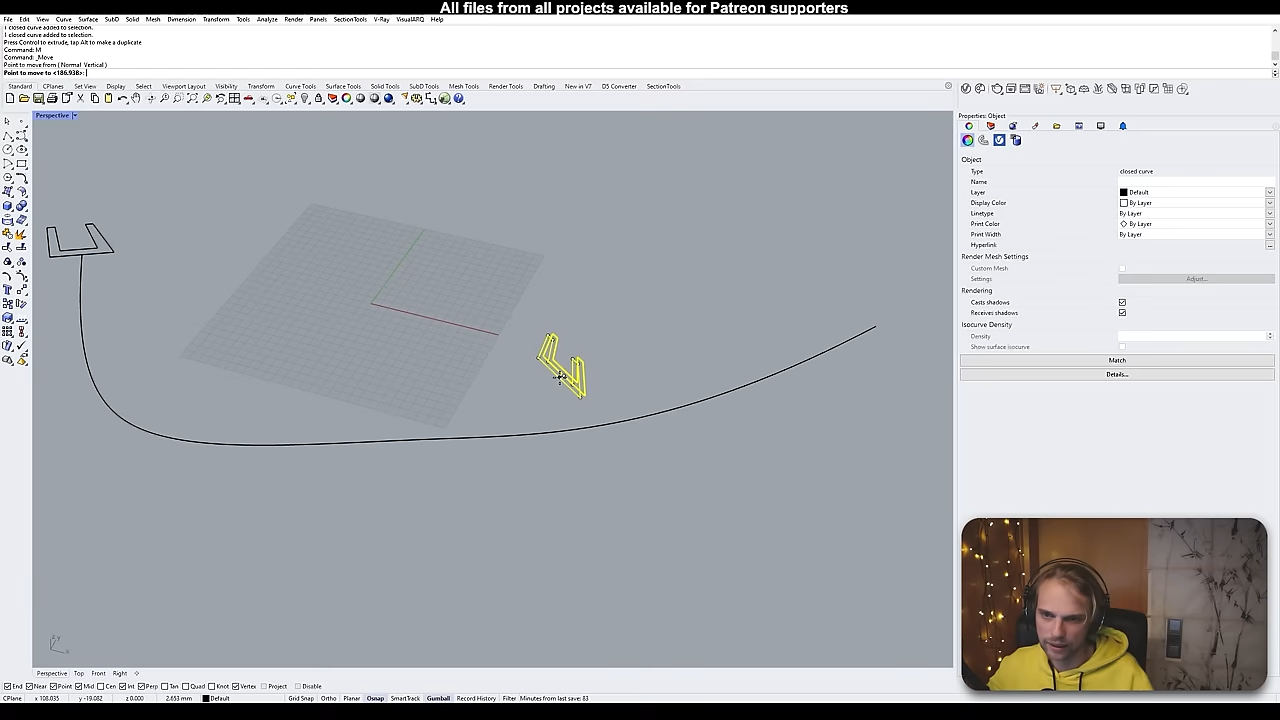 All files from all projects available for Patreon supporters
File Edit View Curve Surface SubD Solid Mesh Dimension Transform Tools Analyze Render Panels SectionTools V-Ray VisualARQ Help
1 closed curve added to selection.
1 closed curve added to selection.
Press Control to extrude, tap Alt to make a duplicate
Command: M
Command: _Move
Point to move from ( Normal Vertical )
Point to move to <186.938>:
Standard CPlanes Set View Display Select Viewport Layout Visibility Transform Curve Tools Surface Tools Solid Tools SubD Tools Mesh Tools Render Tools Drafting New in V7 D5 Converter SectionTools
Perspective
Properties: Object
Object
Type closed curve
Name
Layer Default
Display Color By Layer
Linetype By Layer
Print Color By Layer
Print Width By Layer
Hyperlink ...
Render Mesh Settings
Custom Mesh
Settings Adjust...
Rendering
Casts shadows
Receives shadows
Isocurve Density
Density
Show surface isocurve
Match
Details...
Perspective Top Front Right
End Near Point Mid Cen Int Perp Tan Quad Knot Vertex Project Disable
CPlane x 108.035 y -19.082 z 0.000 2.653 mm Default Grid Snap Ortho Planar Osnap SmartTrack Gumball Record History Filter Minutes from last save: 83